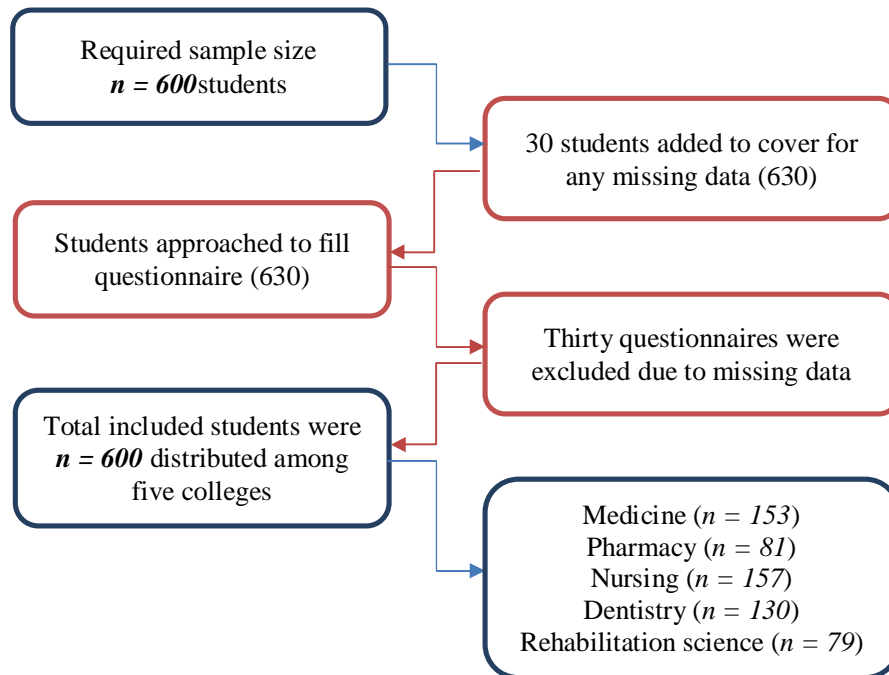 Required sample size
n = 600students
30 students added to cover for
any missing data (630)
Students approached to fill
questionnaire (630)
Thirty questionnaires were
excluded due to missing data
Total included students were
n = 600 distributed among
five colleges
Medicine (n = 153)
Pharmacy (n = 81)
Nursing (n = 157)
Dentistry (n = 130)
Rehabilitation science (n = 79)